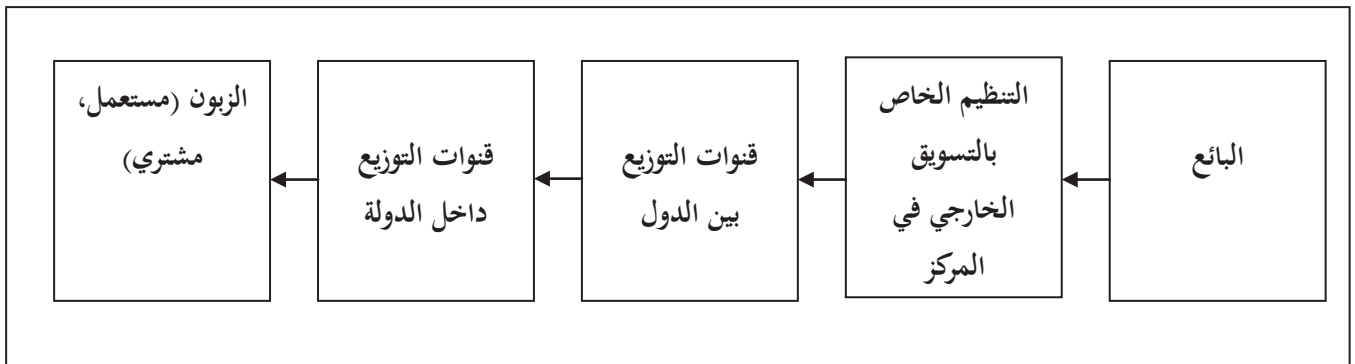 البائع
التنظيم الخاص
بالتسويق
الخارجي في
المركز
قنوات التوزيع
بين الدول
قنوات التوزيع
داخل الدولة
الزبون (مستعمل،
مشتري)